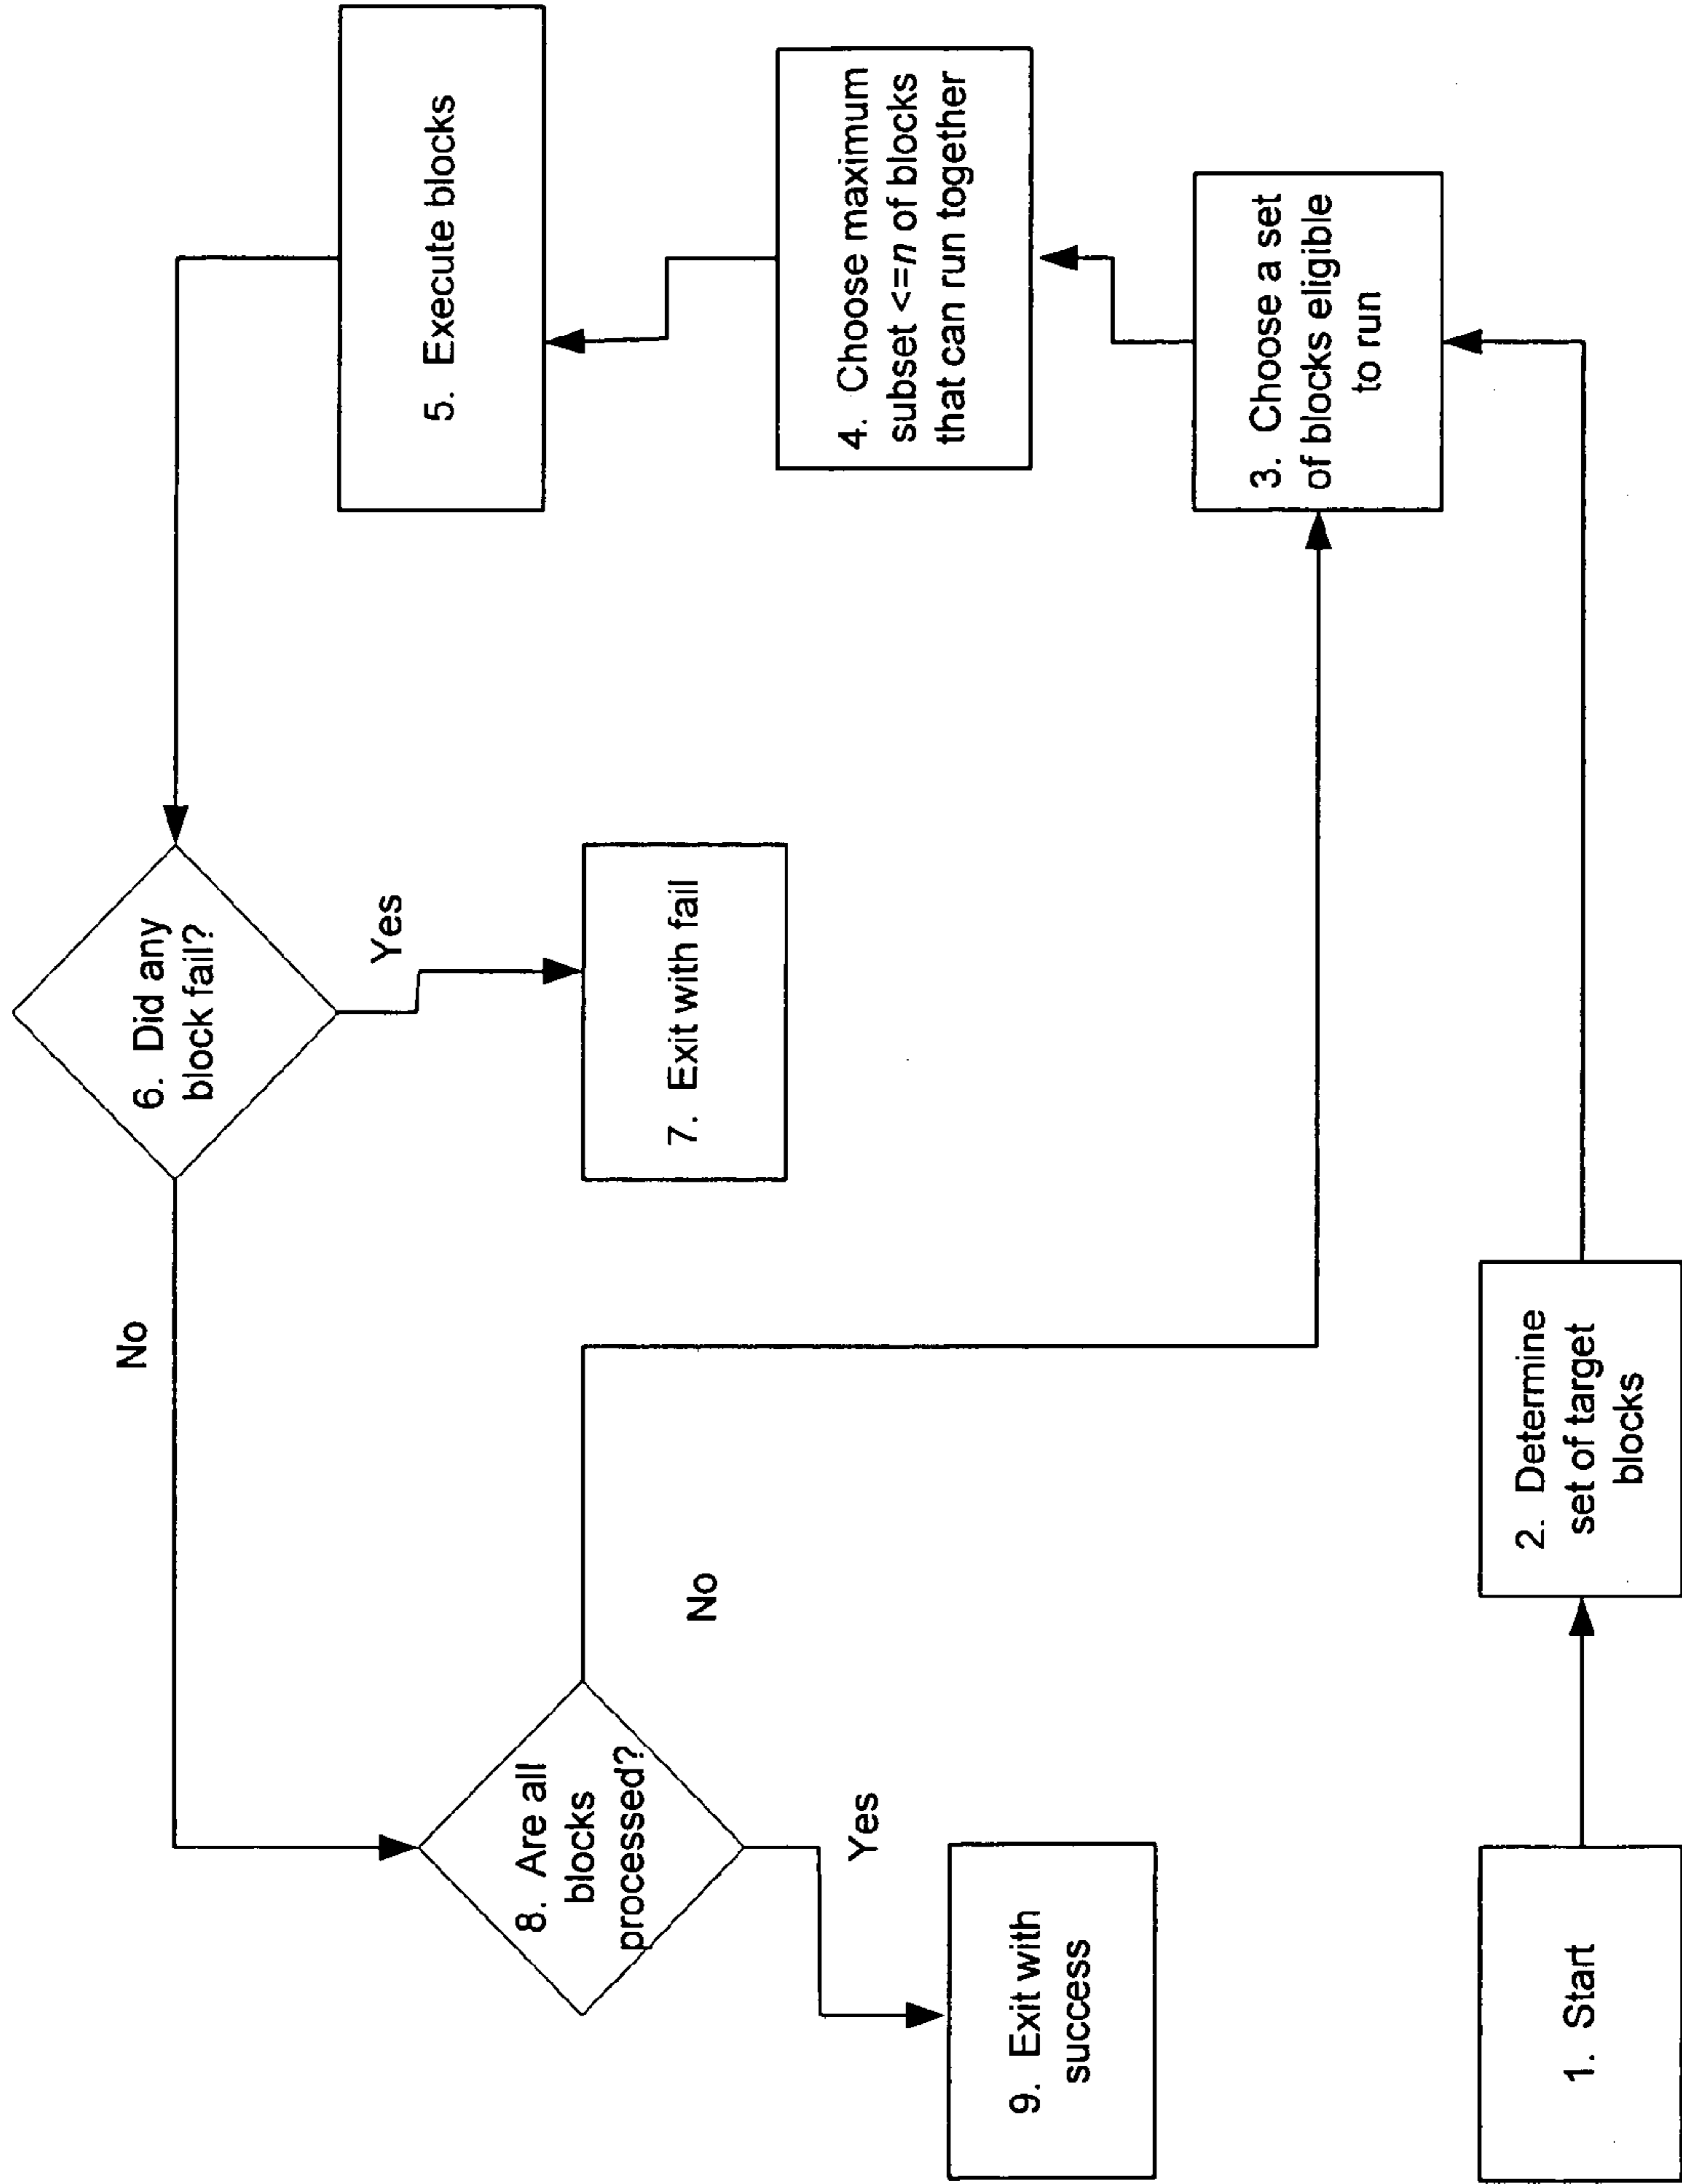 1. Start
2. Determine
set of target
blocks
3. Choose a set
of blocks eligible
to run
4. Choose maximum
subset <=n of blocks
that can run together
5. Execute blocks
6. Did any
block fail?
Yes
No
7. Exit with fail
8. Are all
blocks
processed?
No
Yes
9. Exit with
success